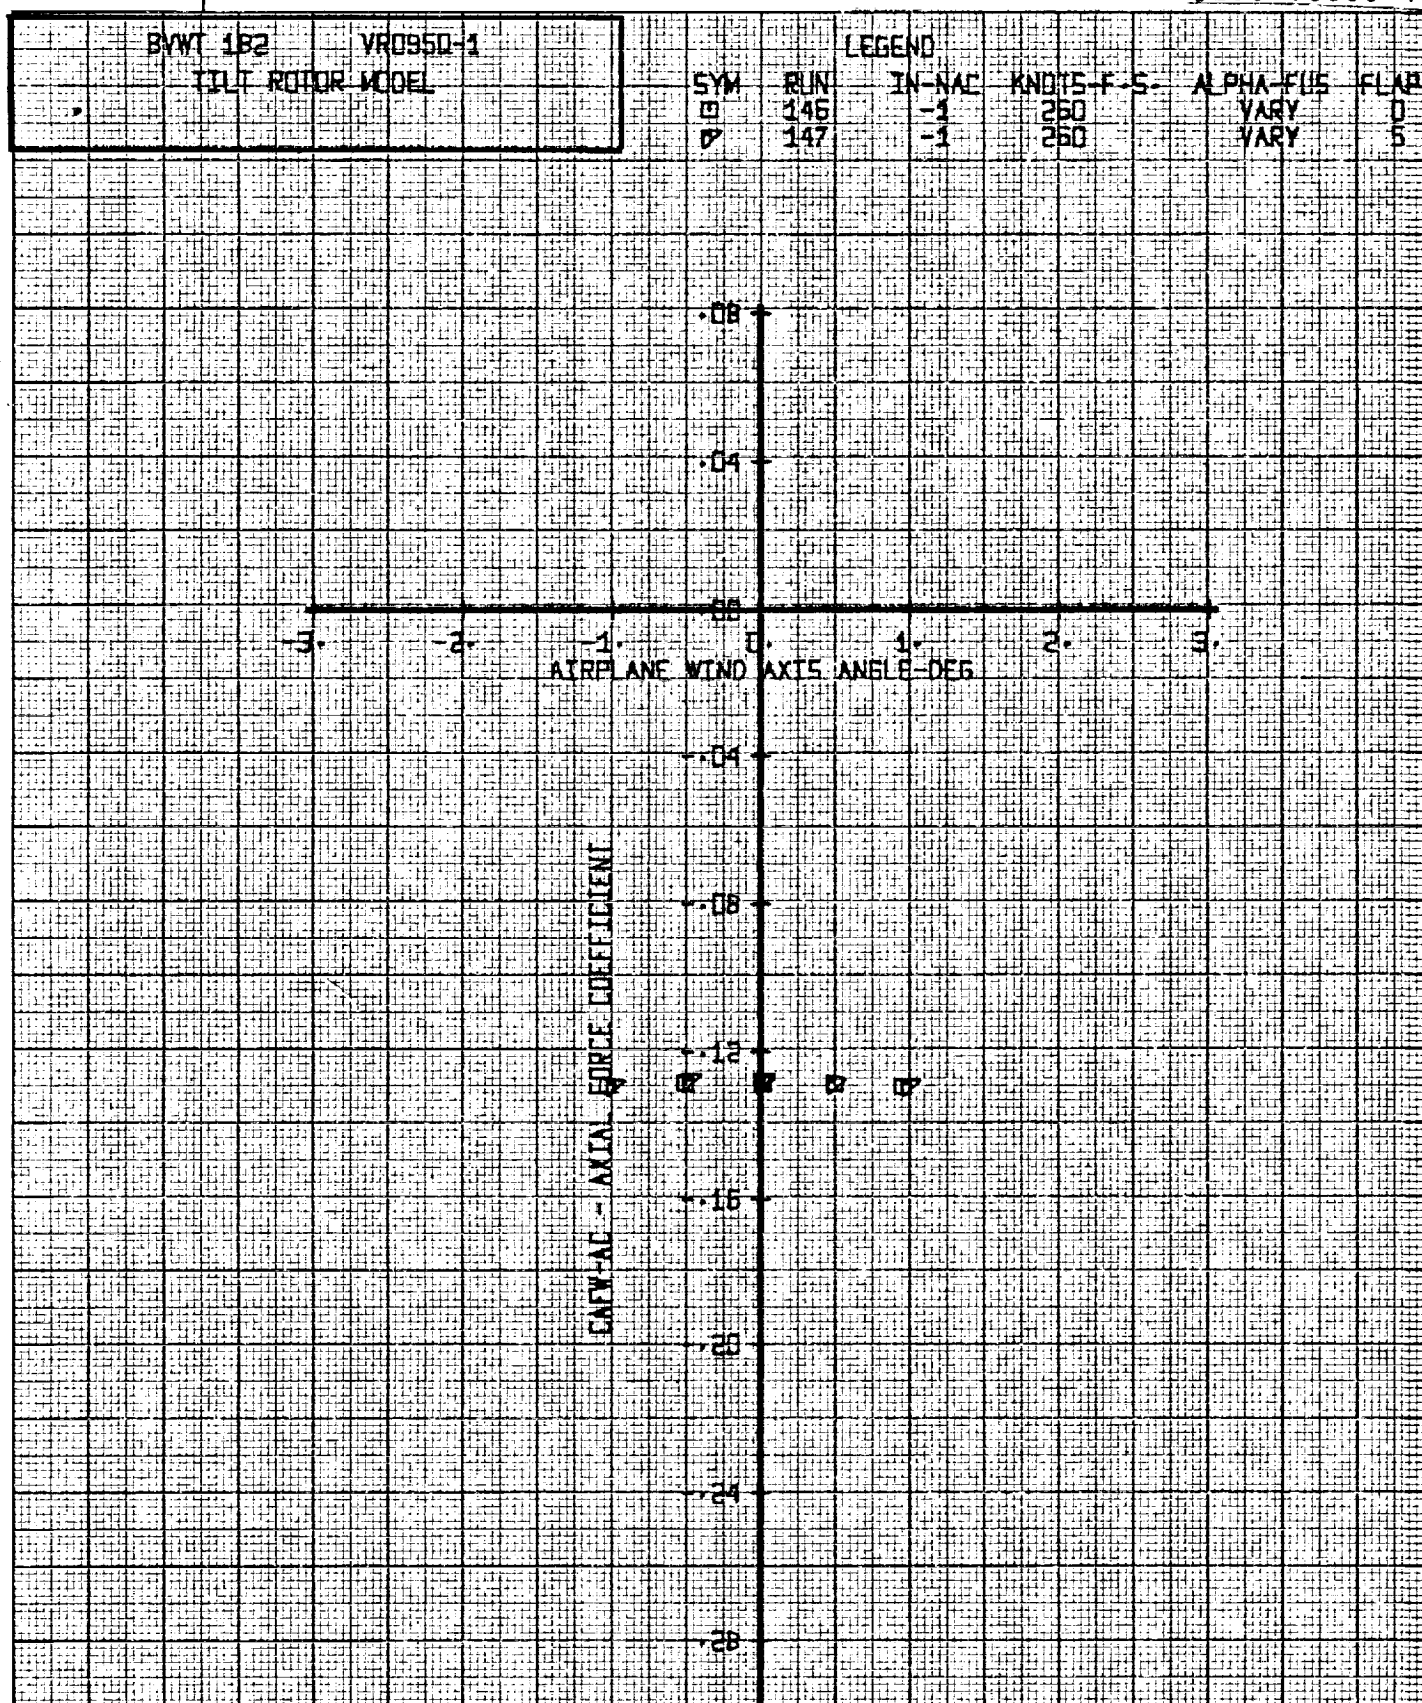 BVWT 182 VR095Q-1
TILT ROTOR MODEL
LEGEND
SYM RUN IN-NAC KNOTS-F.S. ALPHA-FUS FLAP
146 -1 260 VARY 0
147 -1 260 VARY 5
.08
.04
.00
-3. -2. -1. 0. 1. 2. 3.
AIRPLANE WIND AXIS ANGLE-DEG
-.04
-.08
-.12
-.16
-.20
-.24
-.28
CAFW-AC - AXIAL FORCE COEFFICIENT